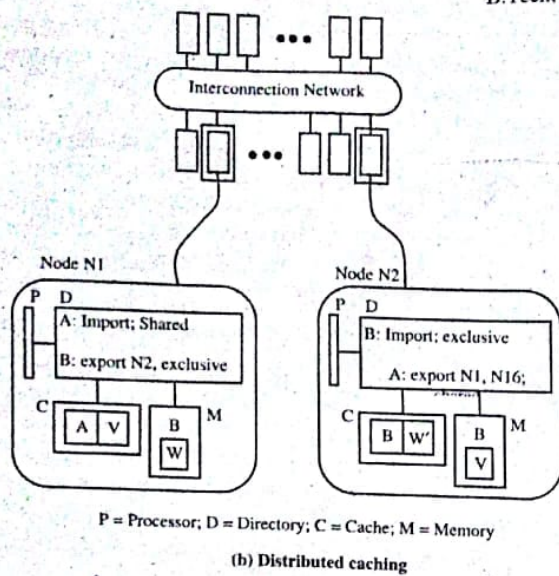 Interconnection Network
Node N1
P D
A: Import; Shared
B: export N2, exclusive
C
A V
B
W
M
Node N2
P D
B: Import; exclusive
A: export N1, N16;
C
B W'
B
V
M
P = Processor; D = Directory; C = Cache; M = Memory
(b) Distributed caching